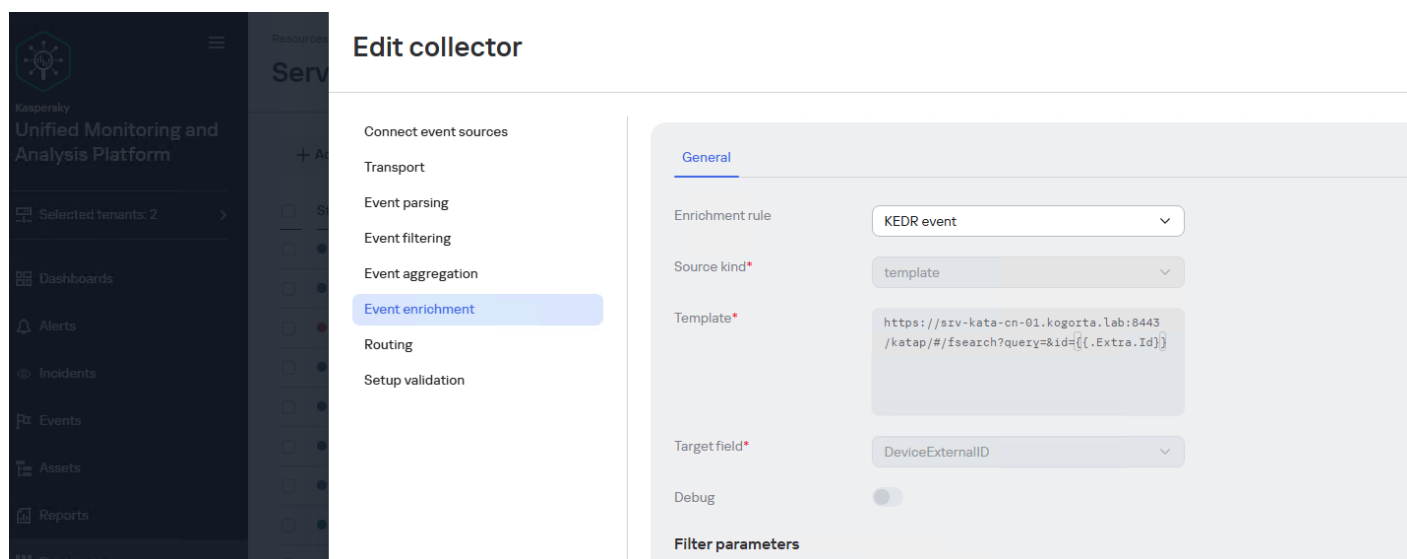 Edit collector
Resources
Serv
Kaspersky
Unified Monitoring and
Analysis Platform
Selected tenants: 2
Dashboards
Alerts
Incidents
Events
Assets
Reports
Connect event sources
Transport
Event parsing
Event filtering
Event aggregation
Event enrichment
Routing
Setup validation
General
Enrichment rule
KEDR event
Source kind*
template
Template*
https://srv-kata-cn-01.kogorta.lab:8443
/katap/#/fsearch?query=&id={{.Extra.Id}}
Target field*
DeviceExternalID
Debug
Filter parameters